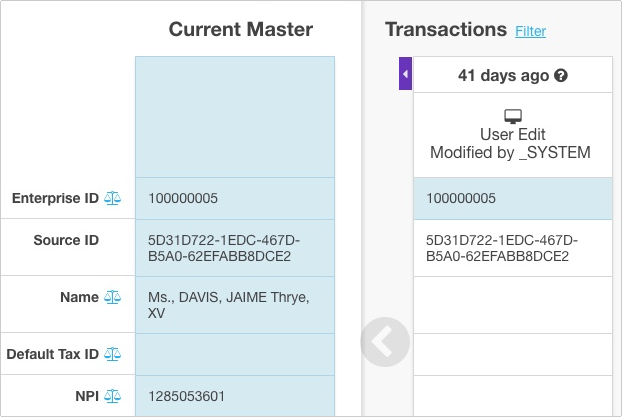 Current Master
Transactions Filter
41 days ago ?
User Edit
Modified by _SYSTEM
Enterprise ID 100000005 100000005
Source ID 5D31D722-1EDC-467D- 5D31D722-1EDC-467D-
B5A0-62EFABB8DCE2 B5A0-62EFABB8DCE2
Name Ms., DAVIS, JAIME Thrye,
XV
Default Tax ID
NPI 1285053601